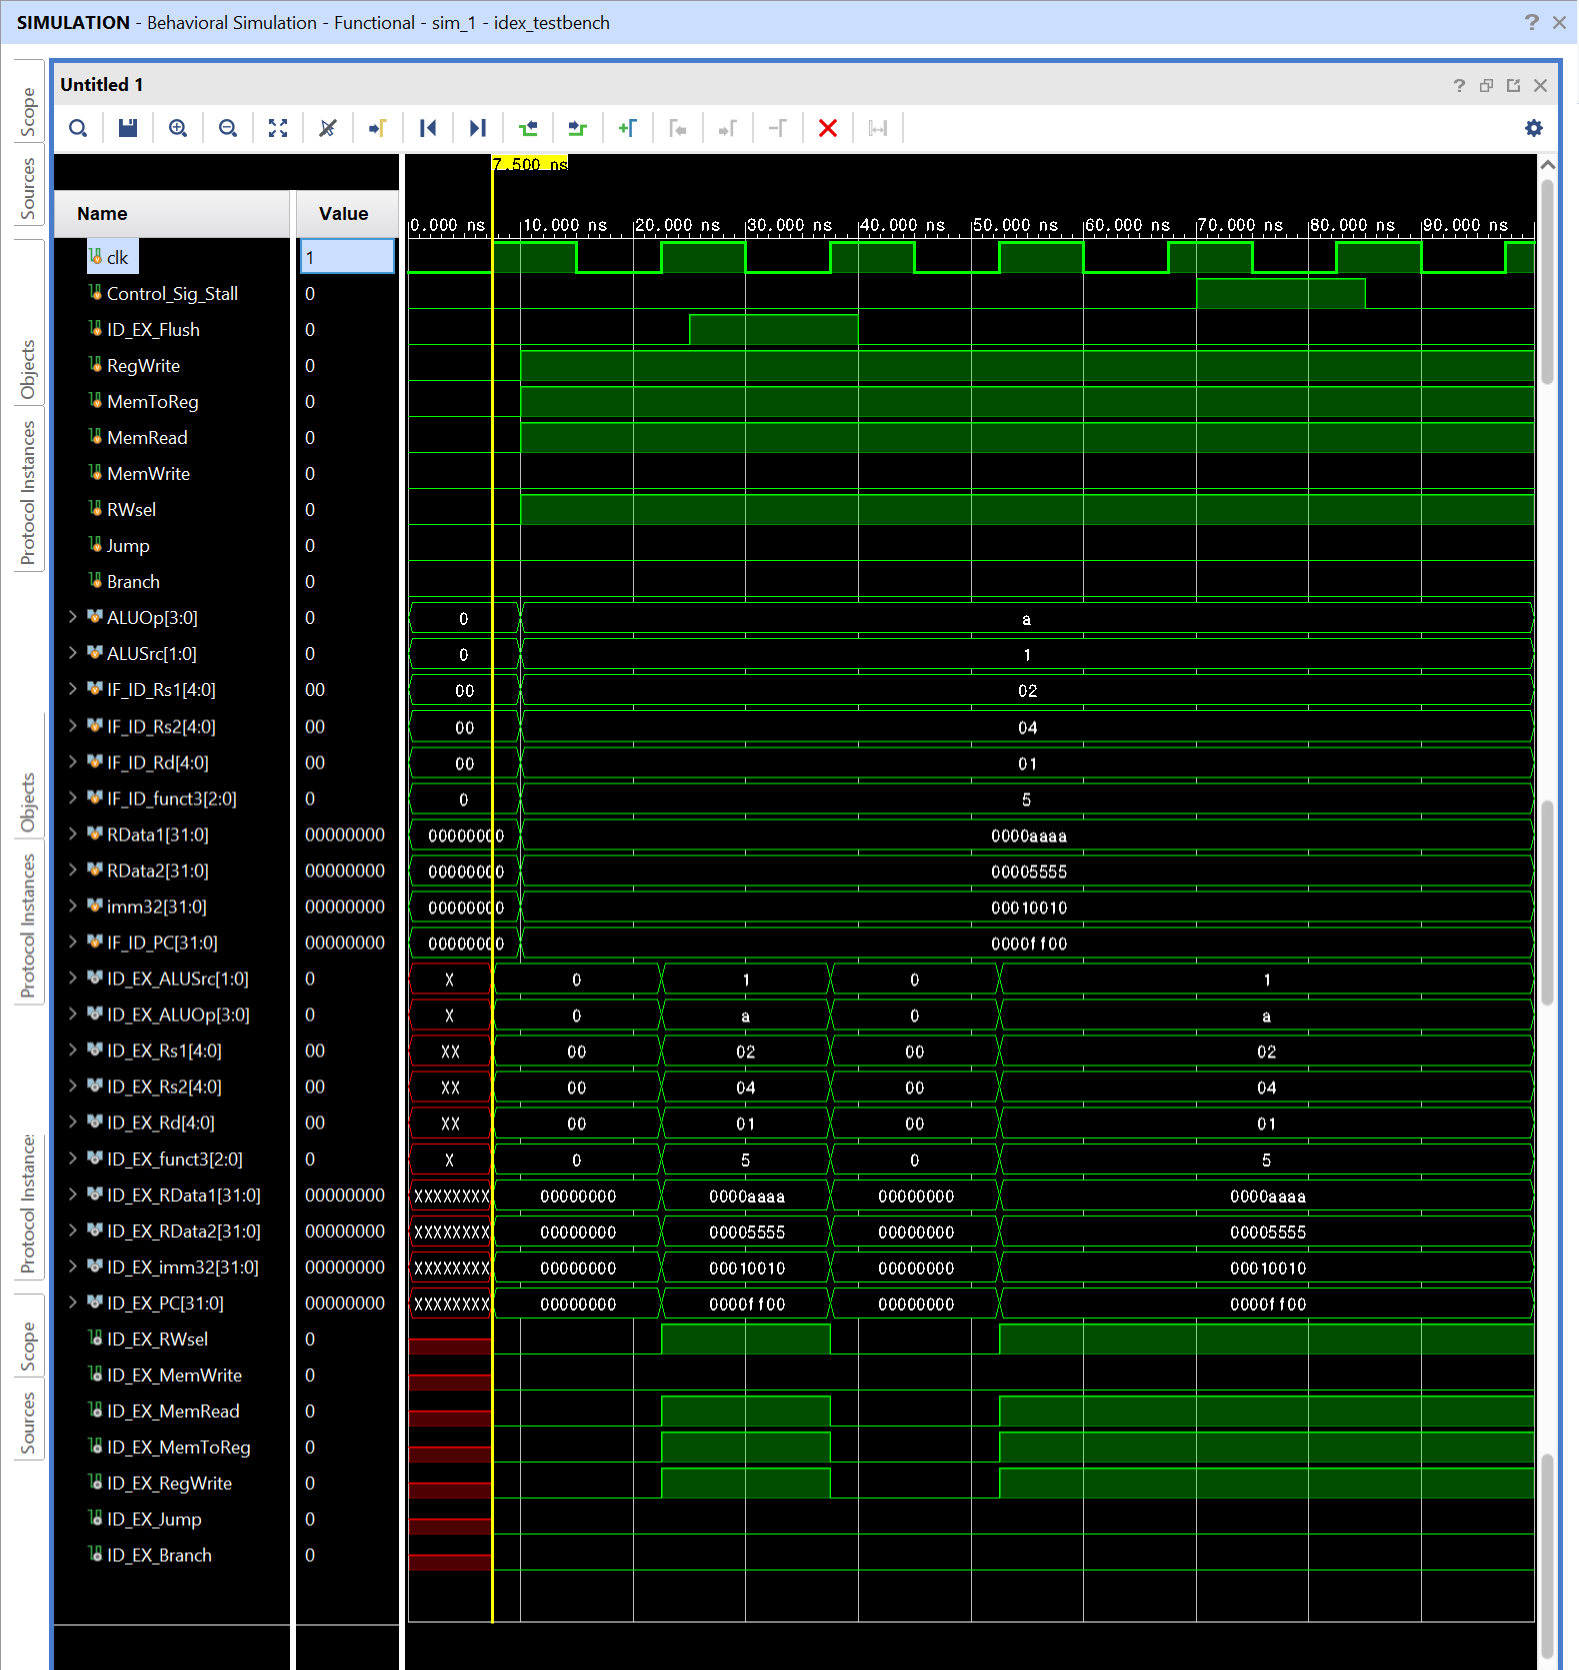 SIMULATION - Behavioral Simulation - Functional - sim_1 - idex_testbench
Untitled 1
Scope
Sources
Objects
Protocol Instances
Objects
Protocol Instances
Protocol Instance:
Scope
Sources
7.500 ns
Name Value
0.000 ns 10.000 ns 20.000 ns 30.000 ns 40.000 ns 50.000 ns 60.000 ns 70.000 ns 80.000 ns 90.000 ns
clk 1
Control_Sig_Stall 0
ID_EX_Flush 0
RegWrite 0
MemToReg 0
MemRead 0
MemWrite 0
RWsel 0
Jump 0
Branch 0
ALUOp[3:0] 0 0 a
ALUSrc[1:0] 0 0 1
IF_ID_Rs1[4:0] 00 00 02
IF_ID_Rs2[4:0] 00 00 04
IF_ID_Rd[4:0] 00 00 01
IF_ID_funct3[2:0] 0 0 5
RData1[31:0] 00000000 00000000 0000aaaa
RData2[31:0] 00000000 00000000 00005555
imm32[31:0] 00000000 00000000 00010010
IF_ID_PC[31:0] 00000000 00000000 0000ff00
ID_EX_ALUSrc[1:0] 0 X 0 1 0 1
ID_EX_ALUOp[3:0] 0 X 0 a 0 a
ID_EX_Rs1[4:0] 00 XX 00 02 00 02
ID_EX_Rs2[4:0] 00 XX 00 04 00 04
ID_EX_Rd[4:0] 00 XX 00 01 00 01
ID_EX_funct3[2:0] 0 X 0 5 0 5
ID_EX_RData1[31:0] 00000000 XXXXXXXX 00000000 0000aaaa 00000000 0000aaaa
ID_EX_RData2[31:0] 00000000 XXXXXXXX 00000000 00005555 00000000 00005555
ID_EX_imm32[31:0] 00000000 XXXXXXXX 00000000 00010010 00000000 00010010
ID_EX_PC[31:0] 00000000 XXXXXXXX 00000000 0000ff00 00000000 0000ff00
ID_EX_RWsel 0
ID_EX_MemWrite 0
ID_EX_MemRead 0
ID_EX_MemToReg 0
ID_EX_RegWrite 0
ID_EX_Jump 0
ID_EX_Branch 0